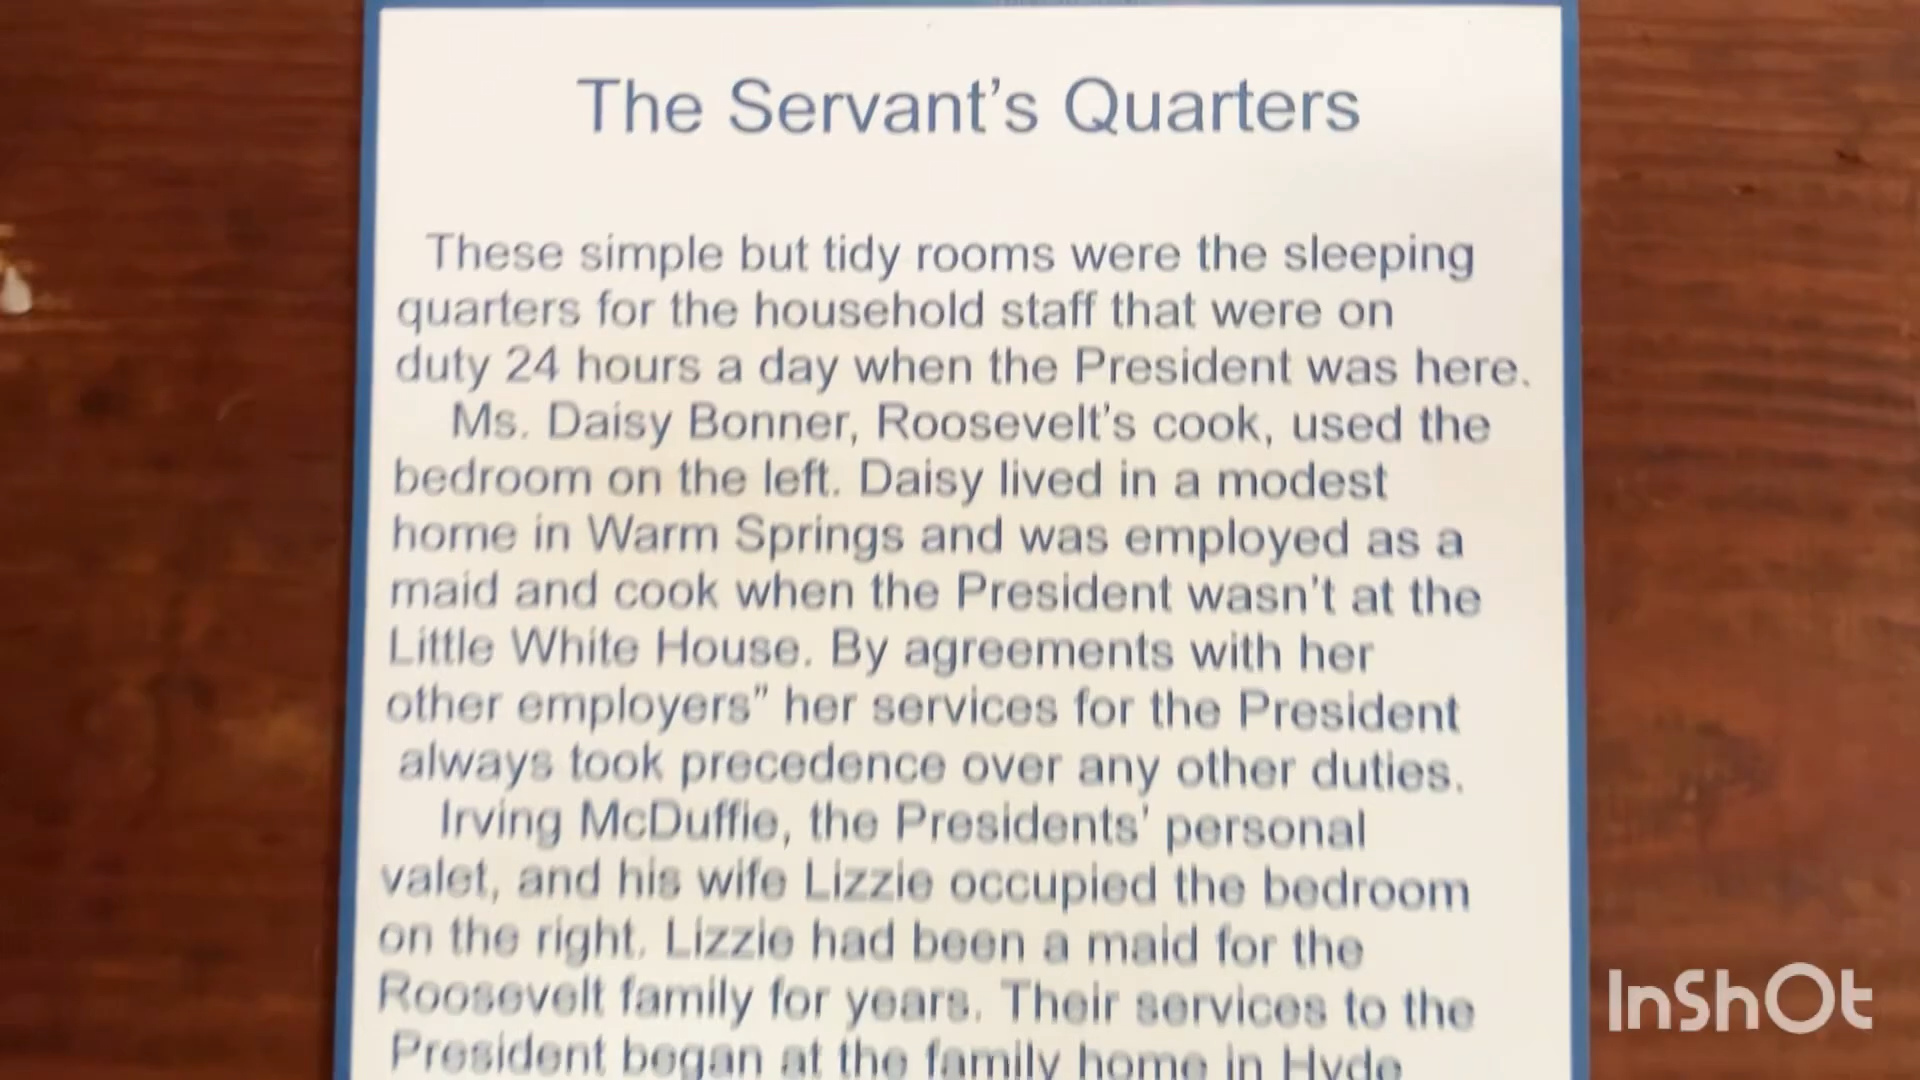 The Servant's Quarters
These simple but tidy rooms were the sleeping
quarters for the household staff that were on
duty 24 hours a day when the President was here.
Ms. Daisy Bonner, Roosevelt's cook, used the
bedroom on the left. Daisy lived in a modest
home in Warm Springs and was employed as a
maid and cook when the President wasn't at the
Little White House. By agreements with her
other employers" her services for the President
always took precedence over any other duties.
Irving McDuffie, the Presidents' personal
valet, and his wife Lizzie occupied the bedroom
on the right. Lizzie had been a maid for the
Roosevelt family for years. Their services to the
President began at the family home in Hyde
InShOt